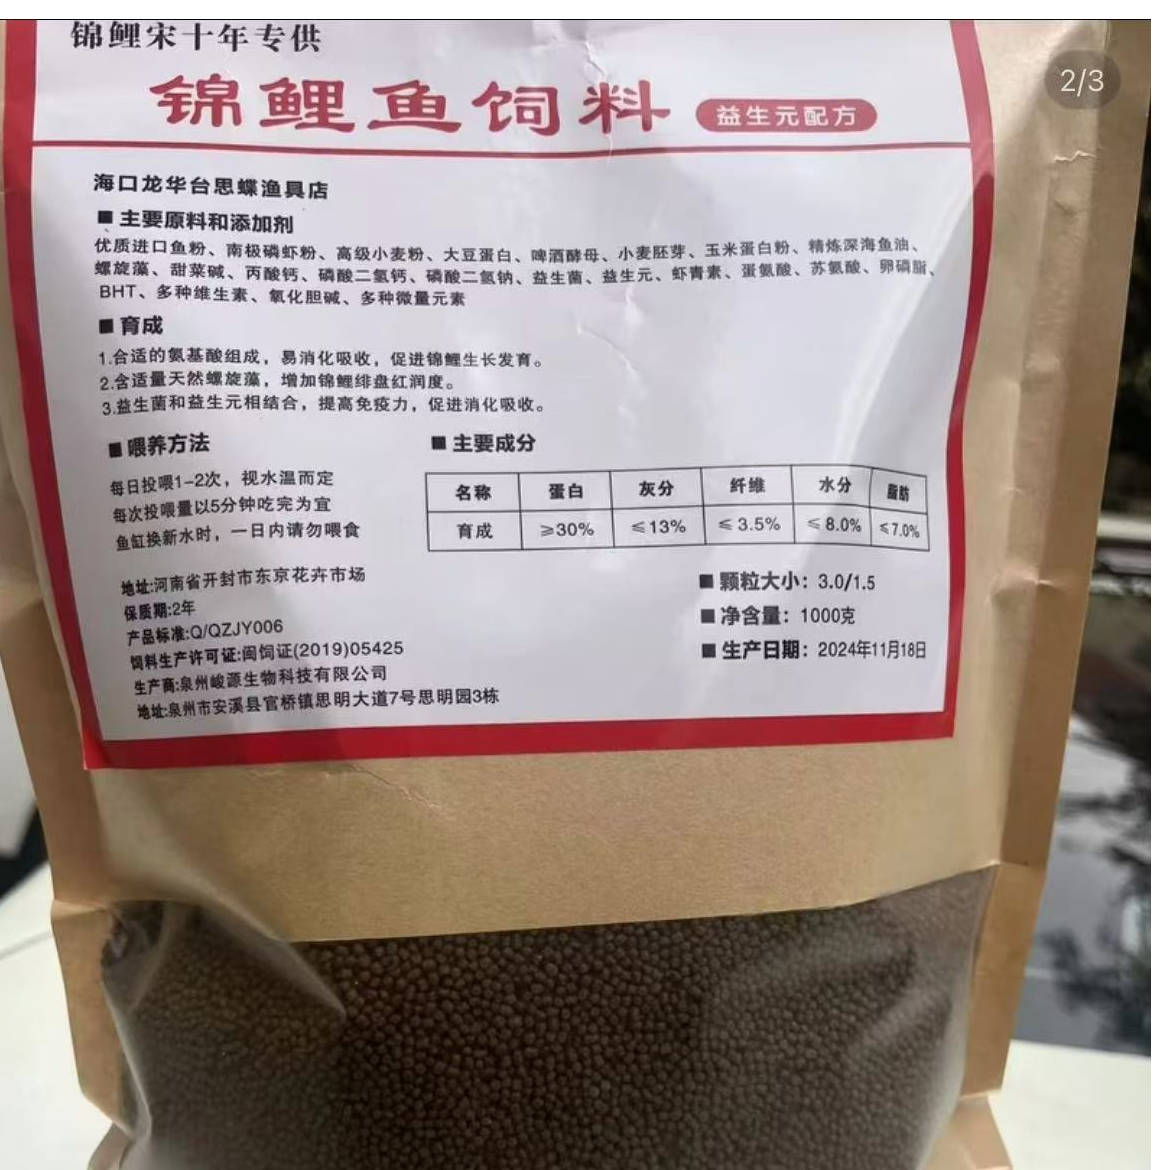 锦鲤宋十年专供
2/3
锦鲤鱼饲料 益生元配方
海口龙华台思蝶渔具店
■ 主要原料和添加剂
优质进口鱼粉、南极磷虾粉、高级小麦粉、大豆蛋白、啤酒酵母、小麦胚芽、玉米蛋白粉、精炼深海鱼油、
螺旋藻、甜菜碱、丙酸钙、磷酸二氢钙、磷酸二氢钠、益生菌、益生元、虾青素、蛋氨酸、苏氨酸、卵磷脂、
BHT、多种维生素、氧化胆碱、多种微量元素
■ 育成
1.合适的氨基酸组成，易消化吸收，促进锦鲤生长发育。
2.含适量天然螺旋藻，增加锦鲤绯盘红润度。
3.益生菌和益生元相结合，提高免疫力，促进消化吸收。
■ 喂养方法
每日投喂1-2次，视水温而定
每次投喂量以5分钟吃完为宜
鱼缸换新水时，一日内请勿喂食
■ 主要成分
名称 蛋白 灰分 纤维 水分 脂肪
育成 ≥30% ≤13% ≤3.5% ≤8.0% ≤7.0%
地址:河南省开封市东京花卉市场
保质期:2年
产品标准:Q/QZJY006
饲料生产许可证:闽饲证(2019)05425
生产商:泉州峻源生物科技有限公司
地址:泉州市安溪县官桥镇思明大道7号思明园3栋
■ 颗粒大小：3.0/1.5
■ 净含量：1000克
■ 生产日期：2024年11月18日